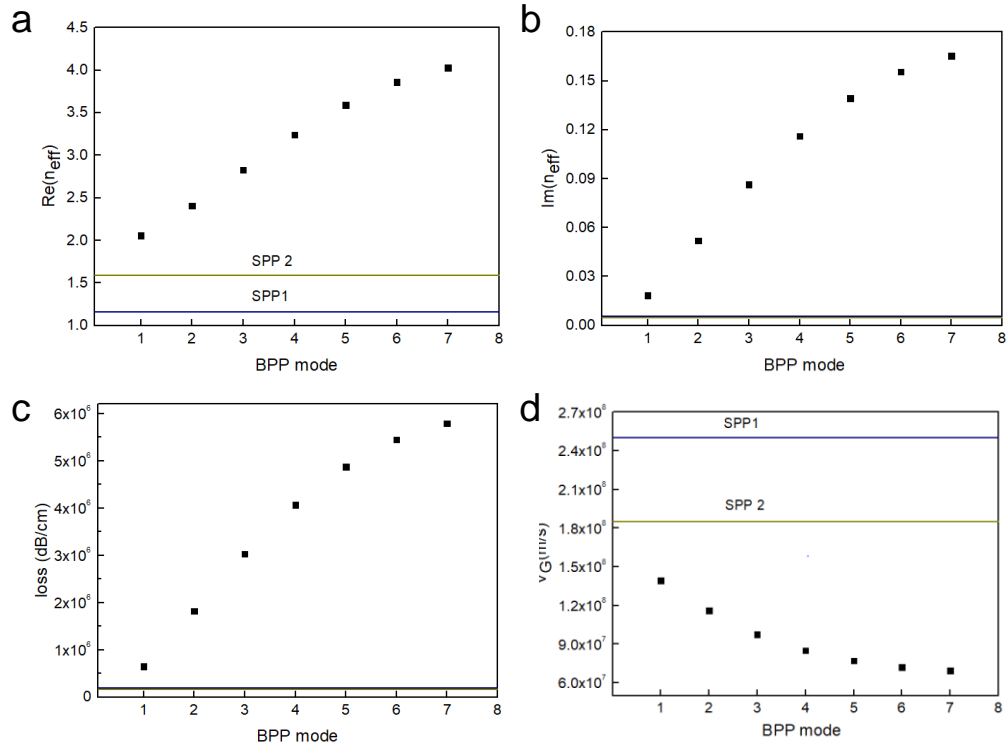 a
4.5
4.0
3.5
3.0
2.5
2.0
1.5
1.0
Re(n_eff)
SPP 2
SPP1
1 2 3 4 5 6 7 8
BPP mode
b
0.18
0.15
0.12
0.09
0.06
0.03
0.00
Im(n_eff)
1 2 3 4 5 6 7 8
BPP mode
c
6x10^6
5x10^6
4x10^6
3x10^6
2x10^6
1x10^6
0
loss (dB/cm)
1 2 3 4 5 6 7 8
BPP mode
d
2.7x10^8
2.4x10^8
2.1x10^8
1.8x10^8
1.5x10^8
1.2x10^8
9.0x10^7
6.0x10^7
v_G(m/s)
SPP1
SPP 2
1 2 3 4 5 6 7 8
BPP mode